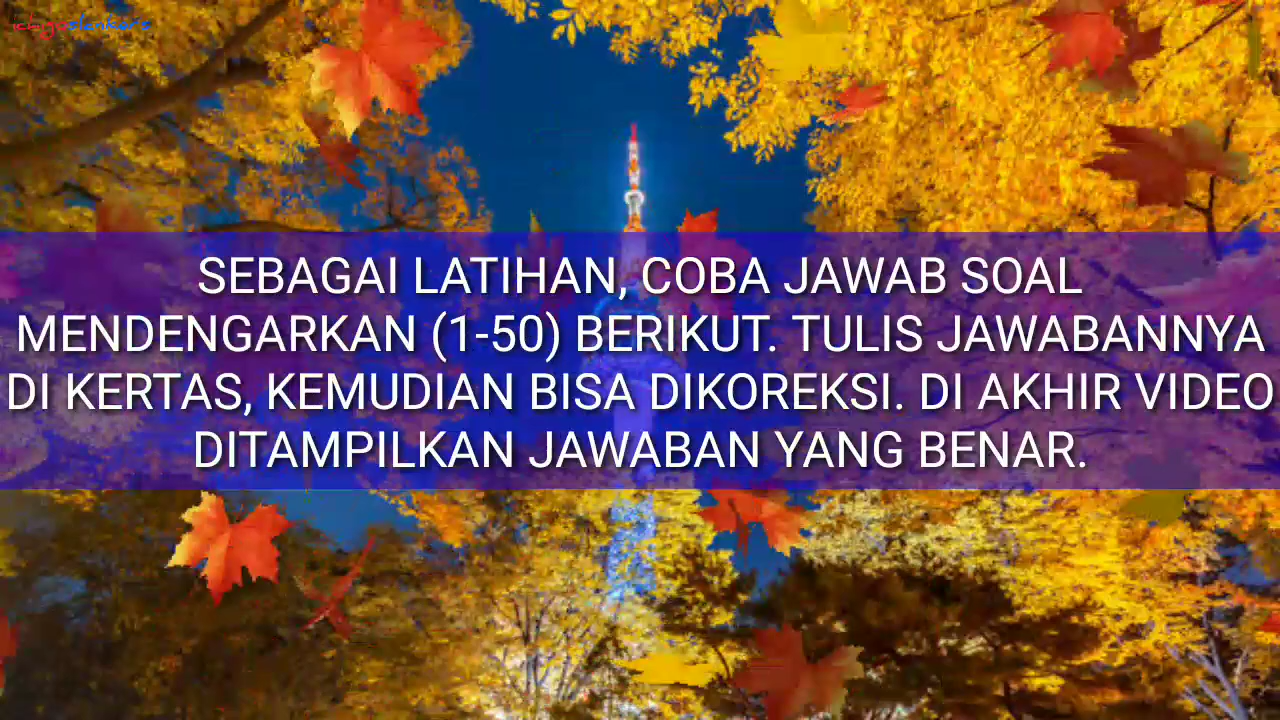 SEBAGAI LATIHAN, COBA JAWAB SOAL
MENDENGARKAN (1-50) BERIKUT. TULIS JAWABANNYA
DI KERTAS, KEMUDIAN BISA DIKOREKSI. DI AKHIR VIDEO
DITAMPILKAN JAWABAN YANG BENAR.